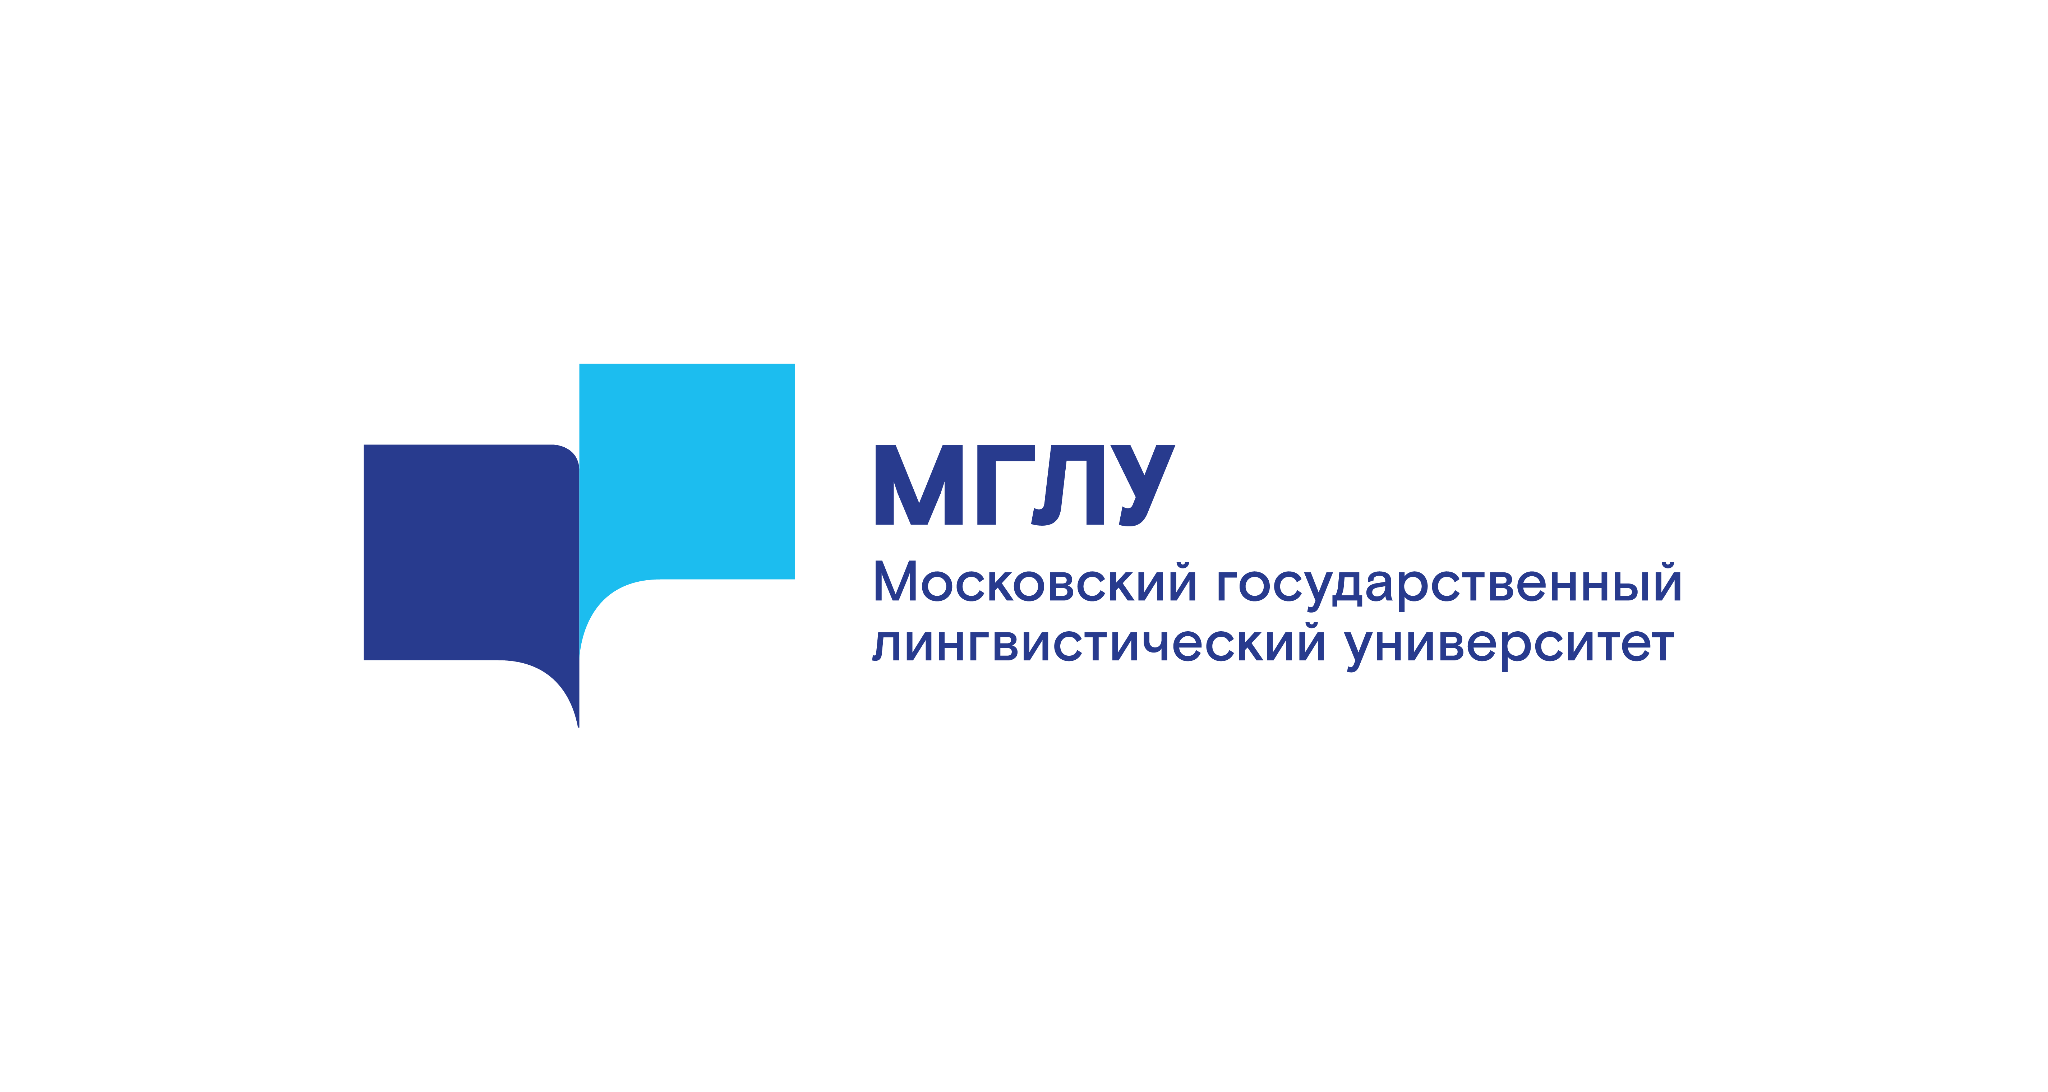 МГЛУ
Московский государственный
лингвистический университет